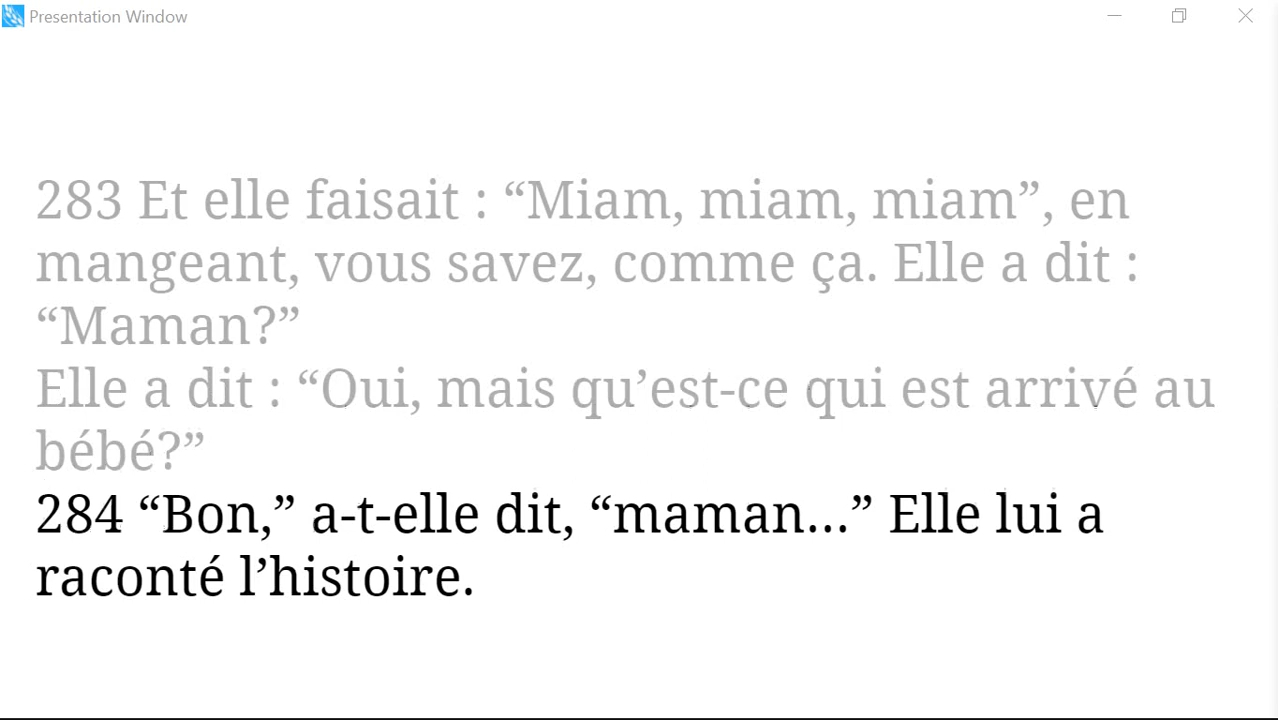 Presentation Window
283 Et elle faisait : “Miam, miam, miam”, en
mangeant, vous savez, comme ça. Elle a dit :
“Maman?”
Elle a dit : “Oui, mais qu’est-ce qui est arrivé au
bébé?”
284 “Bon,” a-t-elle dit, “maman...” Elle lui a
raconté l’histoire.